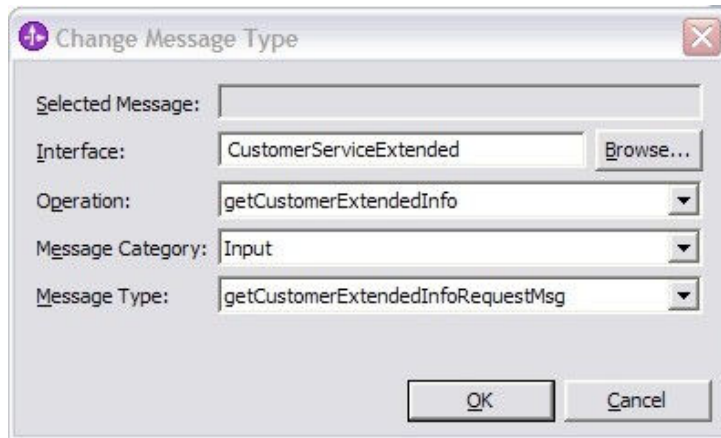 Change Message Type
Selected Message:
Interface: CustomerServiceExtended Browse...
Operation: getCustomerExtendedInfo
Message Category: Input
Message Type: getCustomerExtendedInfoRequestMsg
OK Cancel